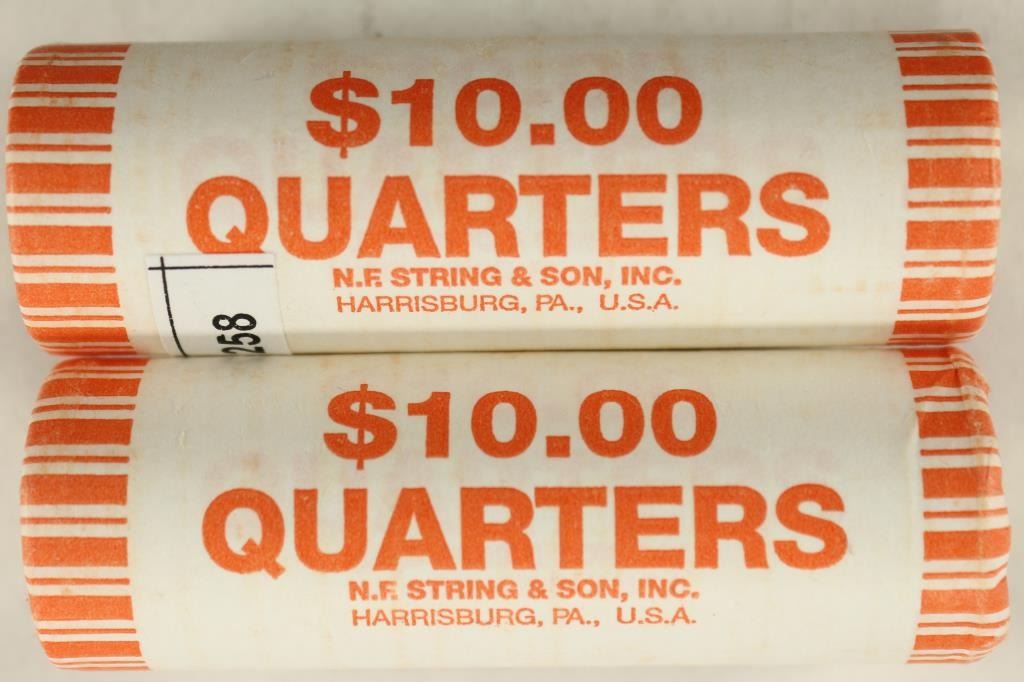 $10.00
QUARTERS
N.F. STRING & SON, INC.
HARRISBURG, PA., U.S.A.
258
$10.00
QUARTERS
N.F. STRING & SON, INC.
HARRISBURG, PA., U.S.A.